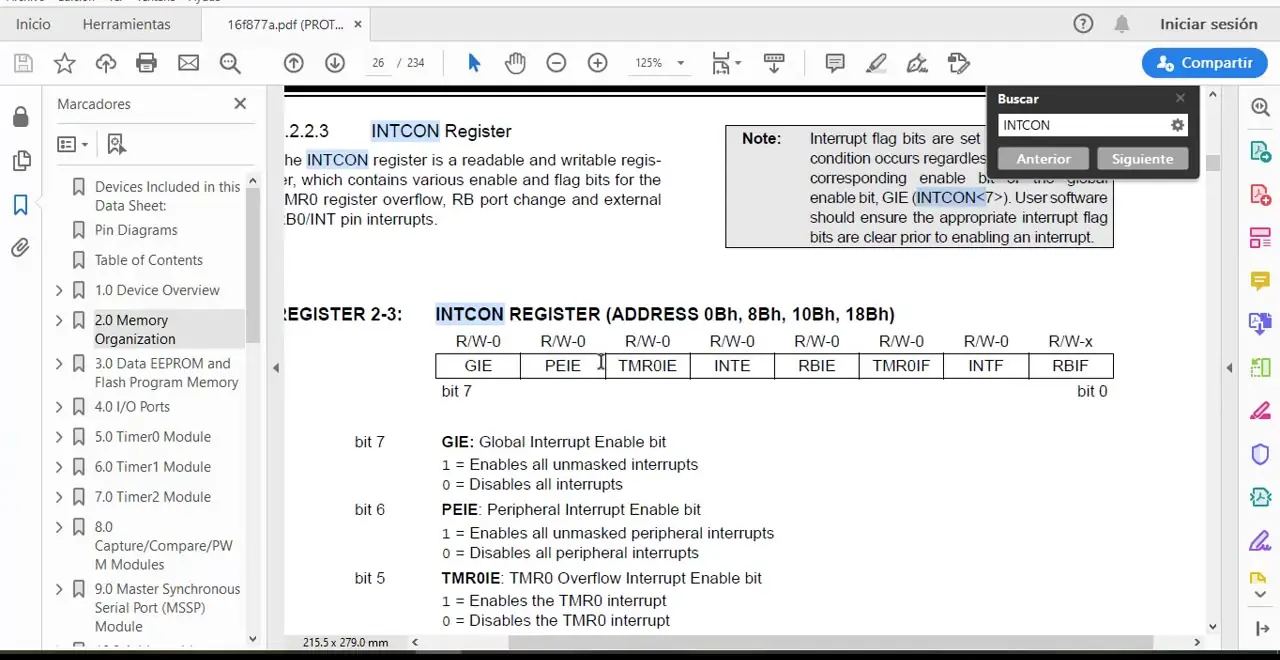 Inicio
Herramientas
16f877a.pdf (PROT... ×
Iniciar sesión
26 / 234
125%
Compartir
Marcadores
Devices Included in this
Data Sheet:
Pin Diagrams
Table of Contents
1.0 Device Overview
2.0 Memory
Organization
3.0 Data EEPROM and
Flash Program Memory
4.0 I/O Ports
5.0 Timer0 Module
6.0 Timer1 Module
7.0 Timer2 Module
8.0
Capture/Compare/PW
M Modules
9.0 Master Synchronous
Serial Port (MSSP)
Module
.2.2.3 INTCON Register
he INTCON register is a readable and writable regis-
er, which contains various enable and flag bits for the
MR0 register overflow, RB port change and external
RB0/INT pin interrupts.
Note: Interrupt flag bits are set
condition occurs regardles
corresponding enable bit or the global
enable bit, GIE (INTCON<7>). User software
should ensure the appropriate interrupt flag
bits are clear prior to enabling an interrupt.
Buscar
INTCON
Anterior Siguiente
REGISTER 2-3: INTCON REGISTER (ADDRESS 0Bh, 8Bh, 10Bh, 18Bh)
R/W-0 R/W-0 R/W-0 R/W-0 R/W-0 R/W-0 R/W-0 R/W-x
GIE PEIE TMR0IE INTE RBIE TMR0IF INTF RBIF
bit 7 bit 0
bit 7 GIE: Global Interrupt Enable bit
1 = Enables all unmasked interrupts
0 = Disables all interrupts
bit 6 PEIE: Peripheral Interrupt Enable bit
1 = Enables all unmasked peripheral interrupts
0 = Disables all peripheral interrupts
bit 5 TMR0IE: TMR0 Overflow Interrupt Enable bit
1 = Enables the TMR0 interrupt
0 = Disables the TMR0 interrupt
215.5 x 279.0 mm